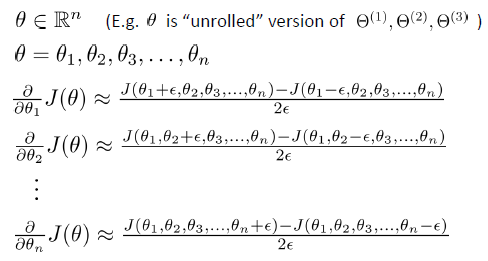 θ ∈ ℝⁿ (E.g. θ is “unrolled” version of Θ⁽¹⁾, Θ⁽²⁾, Θ⁽³⁾ )
θ = θ₁, θ₂, θ₃, . . . , θₙ
∂/∂θ₁ J(θ) ≈ J(θ₁+ϵ,θ₂,θ₃,...,θₙ)−J(θ₁−ϵ,θ₂,θ₃,...,θₙ) / 2ϵ
∂/∂θ₂ J(θ) ≈ J(θ₁,θ₂+ϵ,θ₃,...,θₙ)−J(θ₁,θ₂−ϵ,θ₃,...,θₙ) / 2ϵ
⋮
∂/∂θₙ J(θ) ≈ J(θ₁,θ₂,θ₃,...,θₙ+ϵ)−J(θ₁,θ₂,θ₃,...,θₙ−ϵ) / 2ϵ